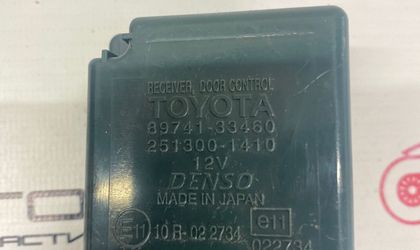 RECEIVER, DOOR CONTROL
TOYOTA
89741-33460
251300-1410
12V
DENSO
MADE IN JAPAN
E11 10 R-02 2734
e11
022734